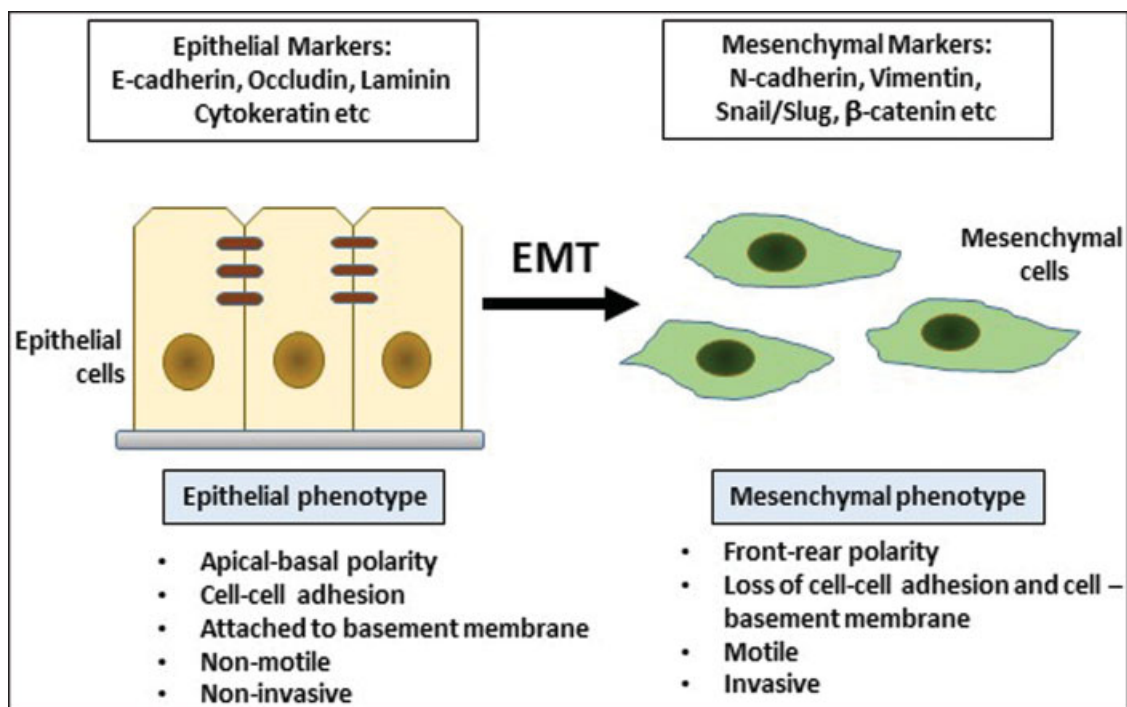 Epithelial Markers:
E-cadherin, Occludin, Laminin
Cytokeratin etc
Mesenchymal Markers:
N-cadherin, Vimentin,
Snail/Slug, β-catenin etc
Epithelial
cells
EMT
Mesenchymal
cells
Epithelial phenotype
• Apical-basal polarity
• Cell-cell adhesion
• Attached to basement membrane
• Non-motile
• Non-invasive
Mesenchymal phenotype
• Front-rear polarity
• Loss of cell-cell adhesion and cell –
basement membrane
• Motile
• Invasive